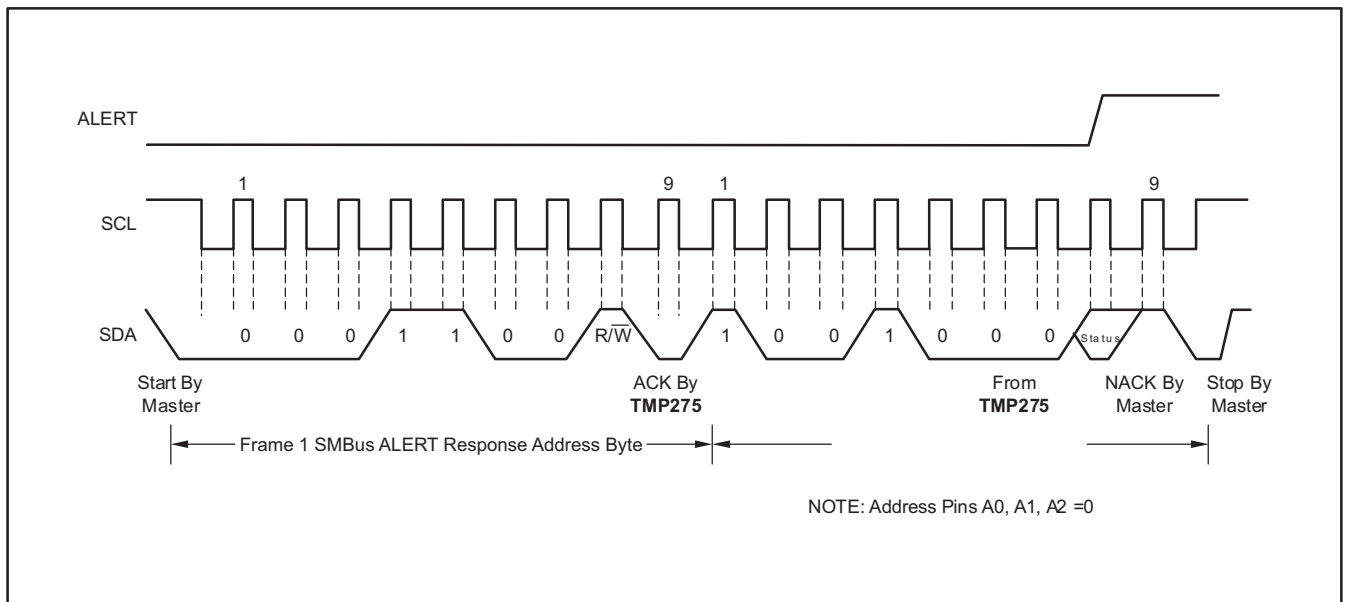 ALERT
1 9 1 9
SCL
SDA
0 0 0 1 1 0 0 R/W̅ 1 0 0 1 0 0 0 Status
Start By
Master
ACK By
TMP275
From
TMP275
NACK By
Master
Stop By
Master
Frame 1 SMBus ALERT Response Address Byte
NOTE: Address Pins A0, A1, A2 =0